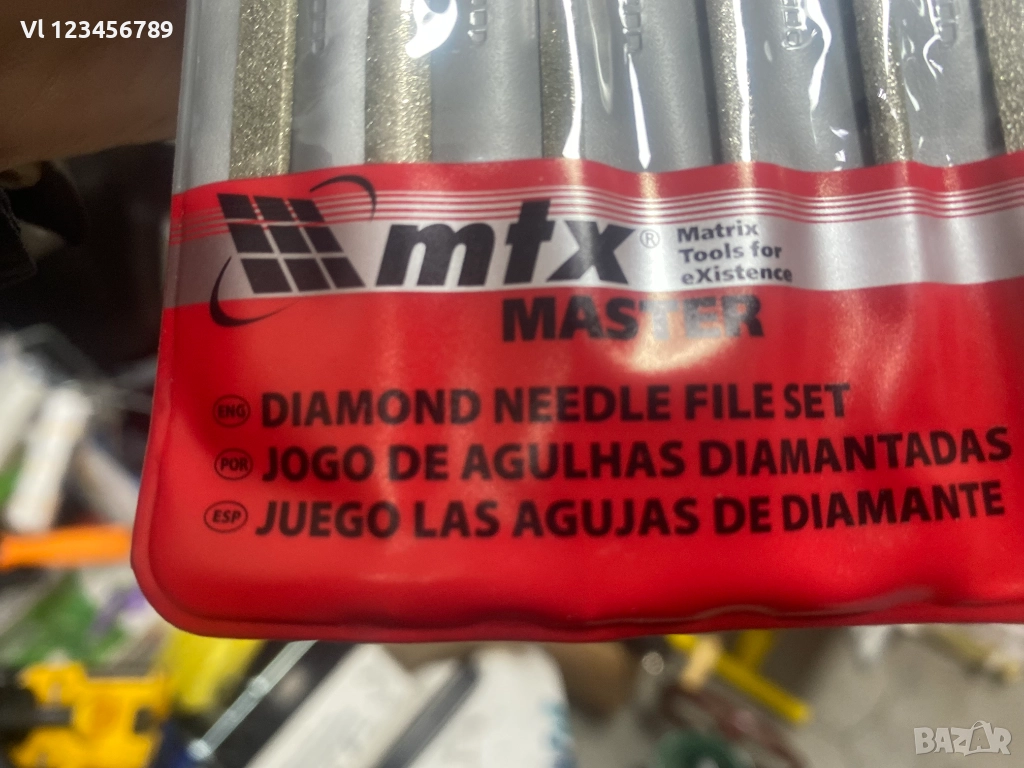 Vl 123456789
mtx® Matrix
Tools for
eXistence
MASTER
ENG DIAMOND NEEDLE FILE SET
POR JOGO DE AGULHAS DIAMANTADAS
ESP JUEGO LAS AGUJAS DE DIAMANTE
BAZAR